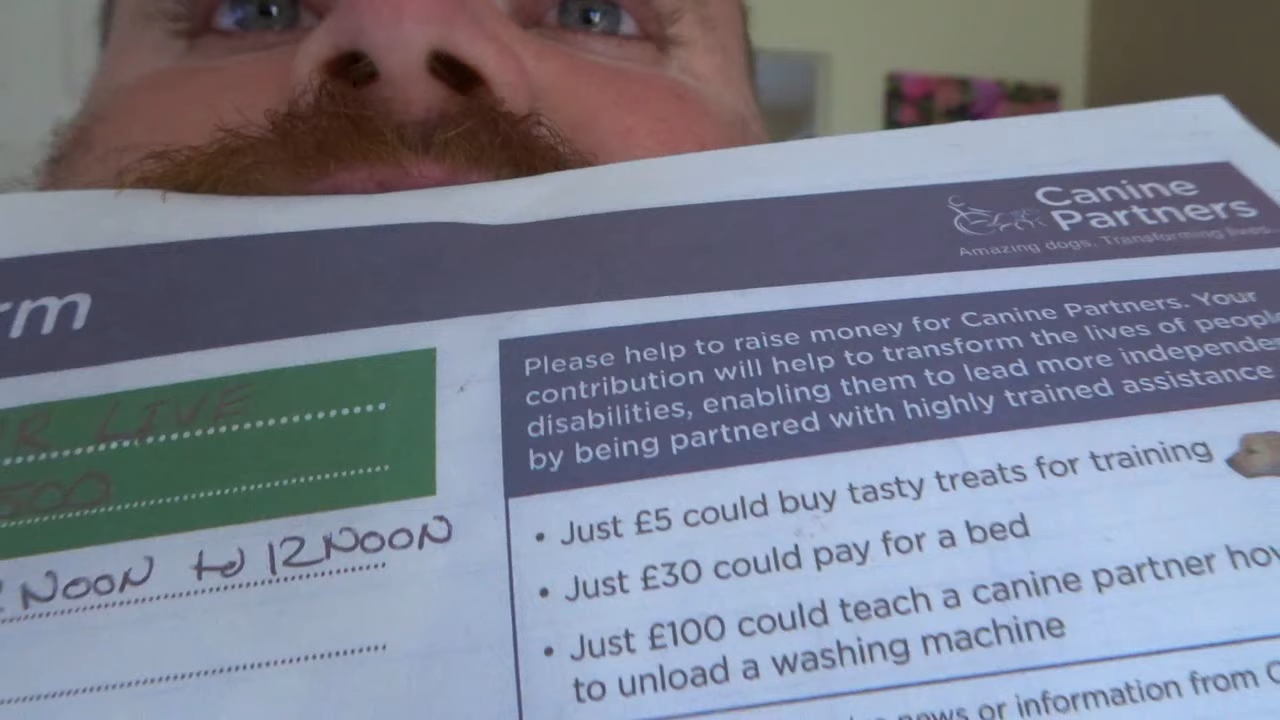 Canine
Partners
Amazing dogs. Transforming lives.
rm
R LIVE
500
NOON to 12NOON
Please help to raise money for Canine Partners. Your
contribution will help to transform the lives of people
disabilities, enabling them to lead more independe
by being partnered with highly trained assistance
• Just £5 could buy tasty treats for training
• Just £30 could pay for a bed
• Just £100 could teach a canine partner how
to unload a washing machine
news or information from C